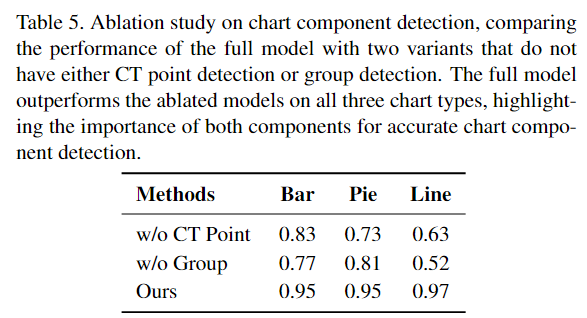 Table 5. Ablation study on chart component detection, comparing
the performance of the full model with two variants that do not
have either CT point detection or group detection. The full model
outperforms the ablated models on all three chart types, highlight-
ing the importance of both components for accurate chart compo-
nent detection.
Methods Bar Pie Line
w/o CT Point 0.83 0.73 0.63
w/o Group 0.77 0.81 0.52
Ours 0.95 0.95 0.97